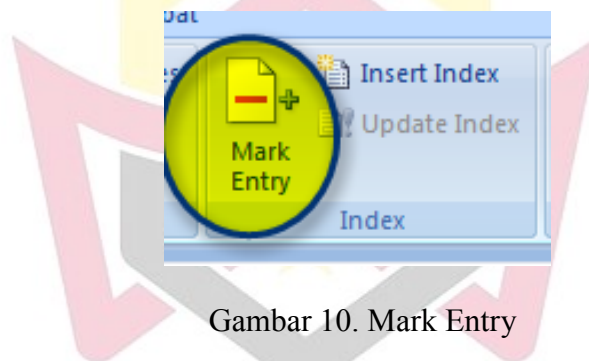 Insert Index
Update Index
Mark
Entry
Index
Gambar 10. Mark Entry